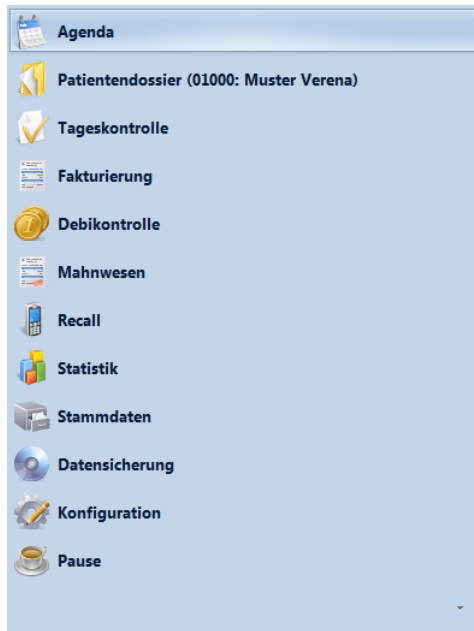 Agenda
Patientendossier (01000: Muster Verena)
Tageskontrolle
Fakturierung
Debikontrolle
Mahnwesen
Recall
Statistik
Stammdaten
Datensicherung
Konfiguration
Pause